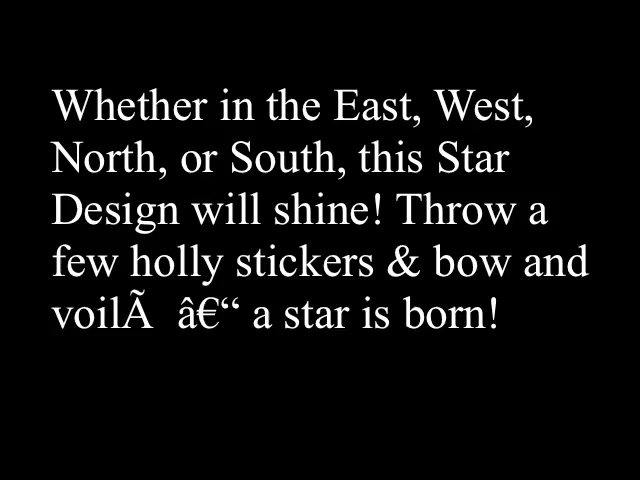 Whether in the East, West,
North, or South, this Star
Design will shine! Throw a
few holly stickers & bow and
voilÃ  â€“ a star is born!